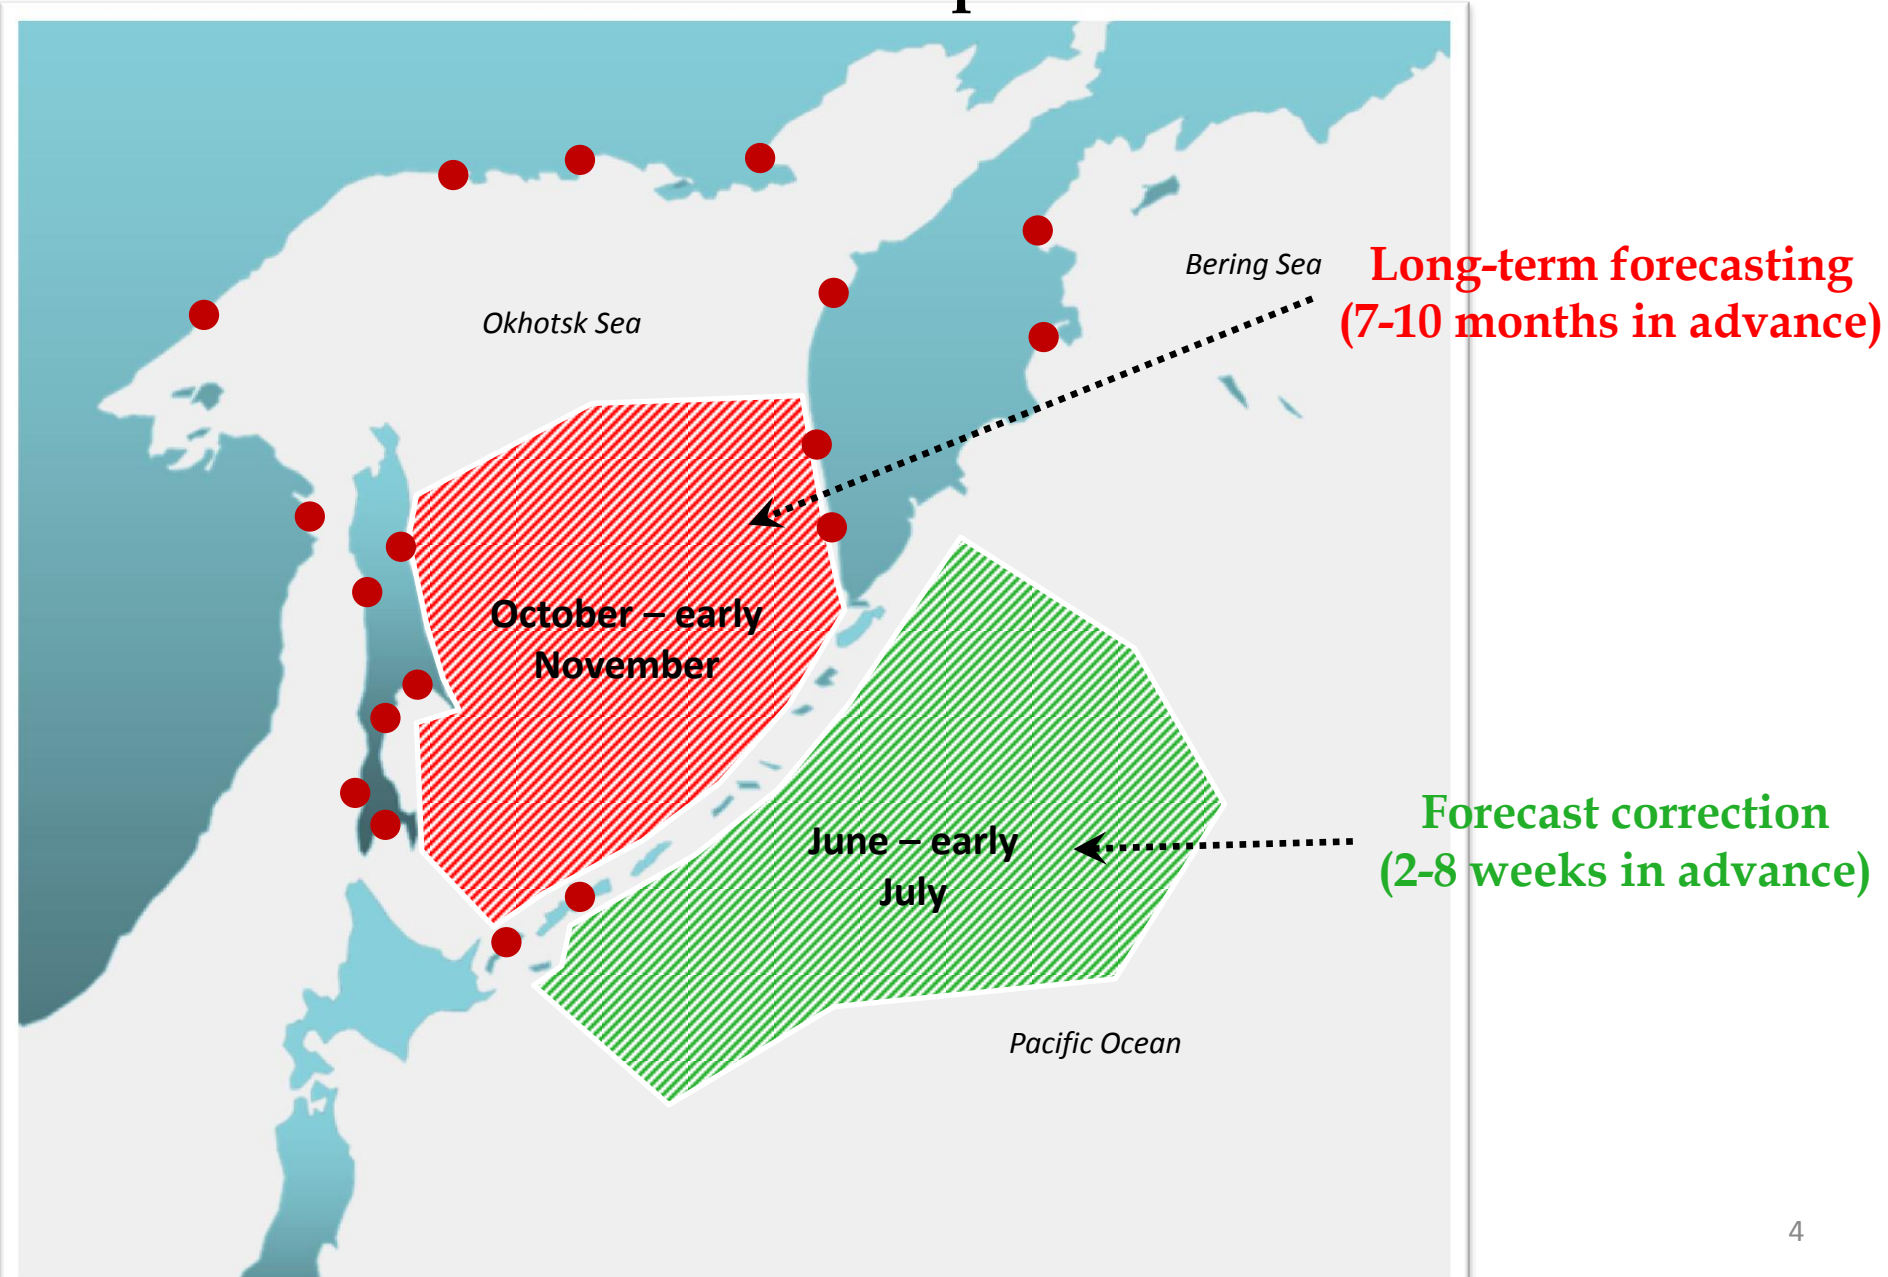 Bering Sea
Long-term forecasting
(7-10 months in advance)
Okhotsk Sea
October – early
November
June – early
July
Forecast correction
(2-8 weeks in advance)
Pacific Ocean
4